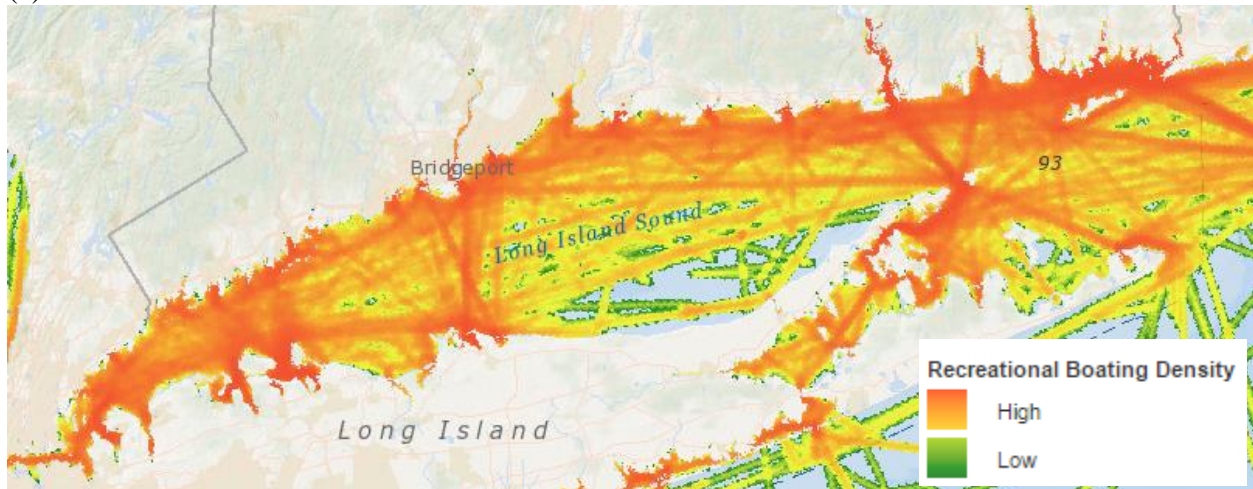 Bridgeport
93
Long Island Sound
Long Island
Recreational Boating Density
High
Low